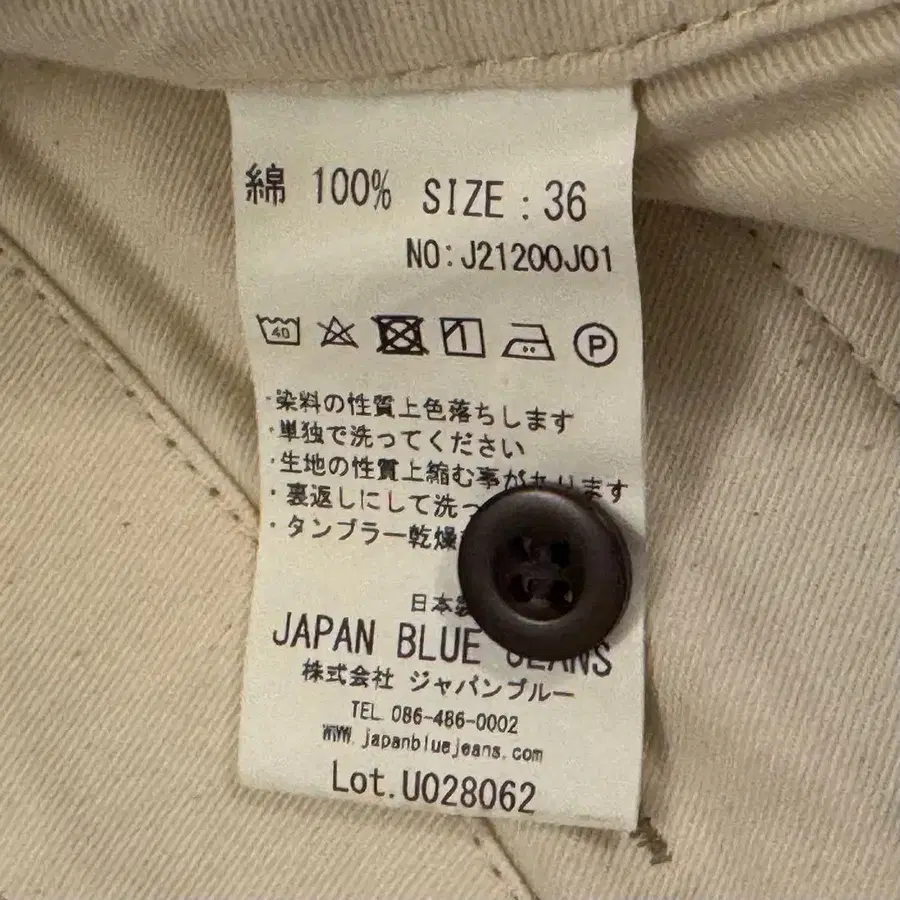 綿 100% SIZE : 36
NO:J21200J01
40
P
・染料の性質上色落ちします
・単独で洗ってください
・生地の性質上縮む事があります
・裏返しにして洗っ
・タンブラー乾燥
日本製
JAPAN BLUE JEANS
株式会社 ジャパンブルー
TEL 086-486-0002
www.japanbluejeans.com
Lot.U028062